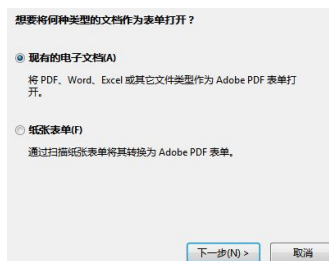 想要将何种类型的文档作为表单打开？
现有的电子文档(A)
将 PDF、Word、Excel 或其它文件类型作为 Adobe PDF 表单打
开。
纸张表单(F)
通过扫描纸张表单将其转换为 Adobe PDF 表单。
下一步(N) >
取消